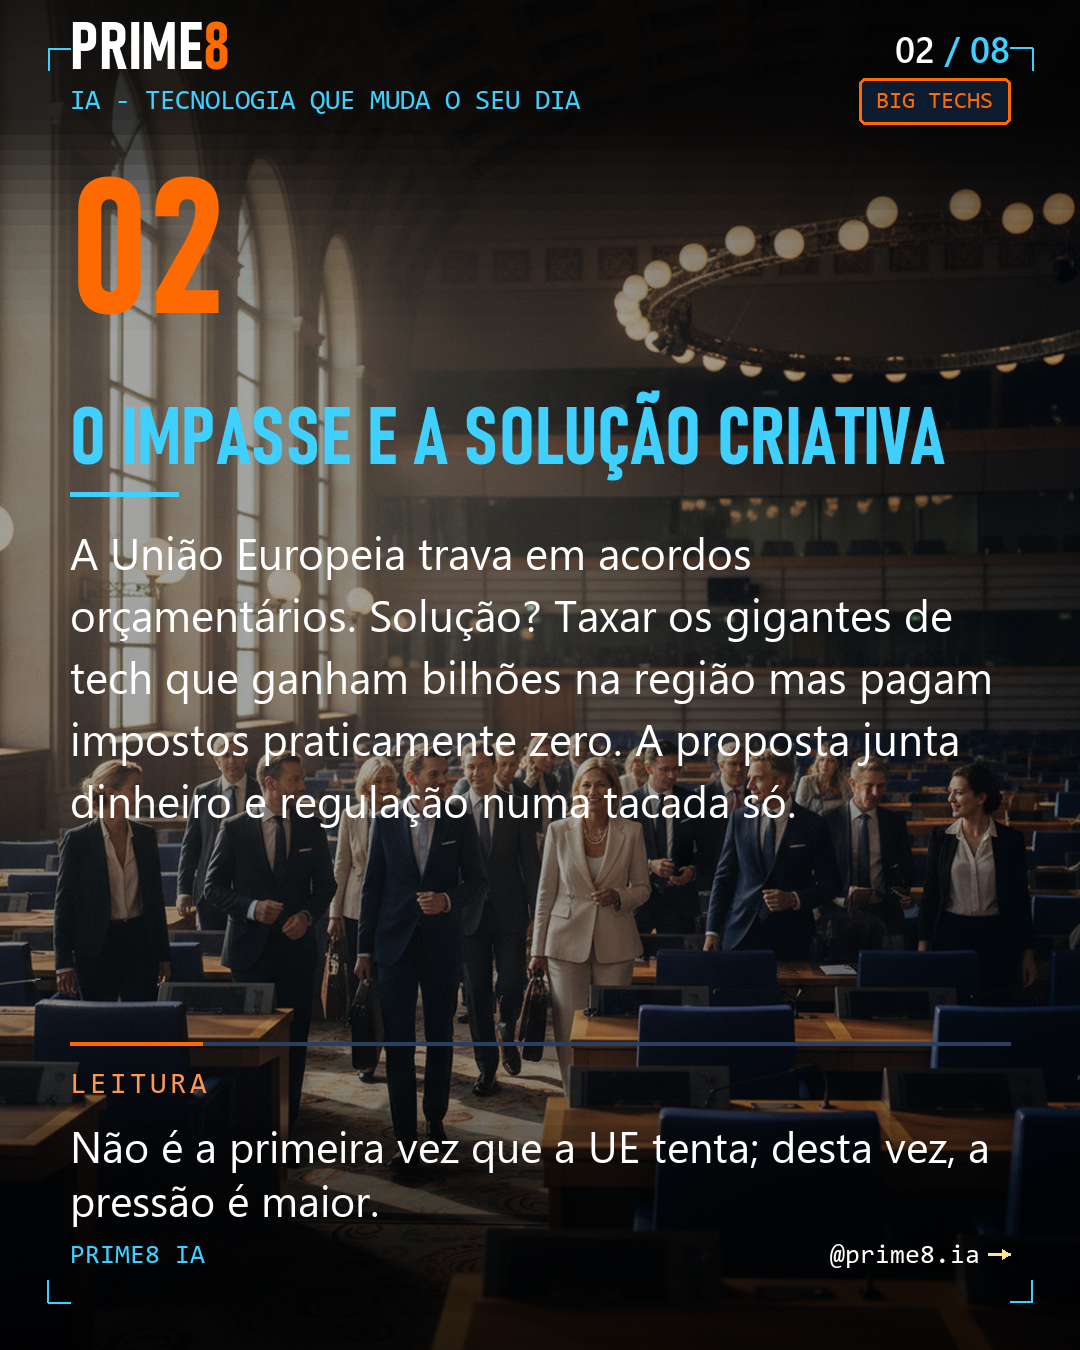 PRIME8
02 / 08
IA - TECNOLOGIA QUE MUDA O SEU DIA
BIG TECHS
02
O IMPASSE E A SOLUÇÃO CRIATIVA
A União Europeia trava em acordos
orçamentários. Solução? Taxar os gigantes de
tech que ganham bilhões na região mas pagam
impostos praticamente zero. A proposta junta
dinheiro e regulação numa tacada só.
LEITURA
Não é a primeira vez que a UE tenta; desta vez, a
pressão é maior.
PRIME8 IA
@prime8.ia